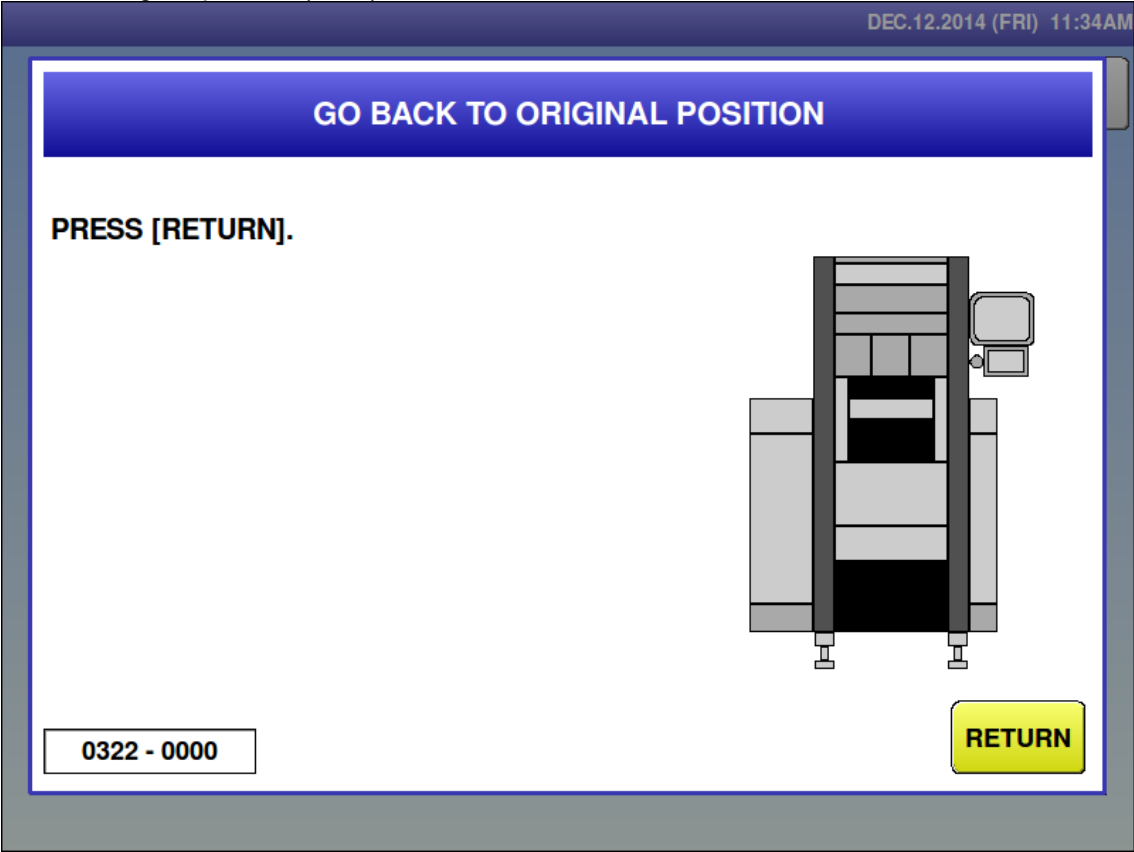 DEC.12.2014 (FRI) 11:34AM
GO BACK TO ORIGINAL POSITION
PRESS [RETURN].
0322 - 0000
RETURN